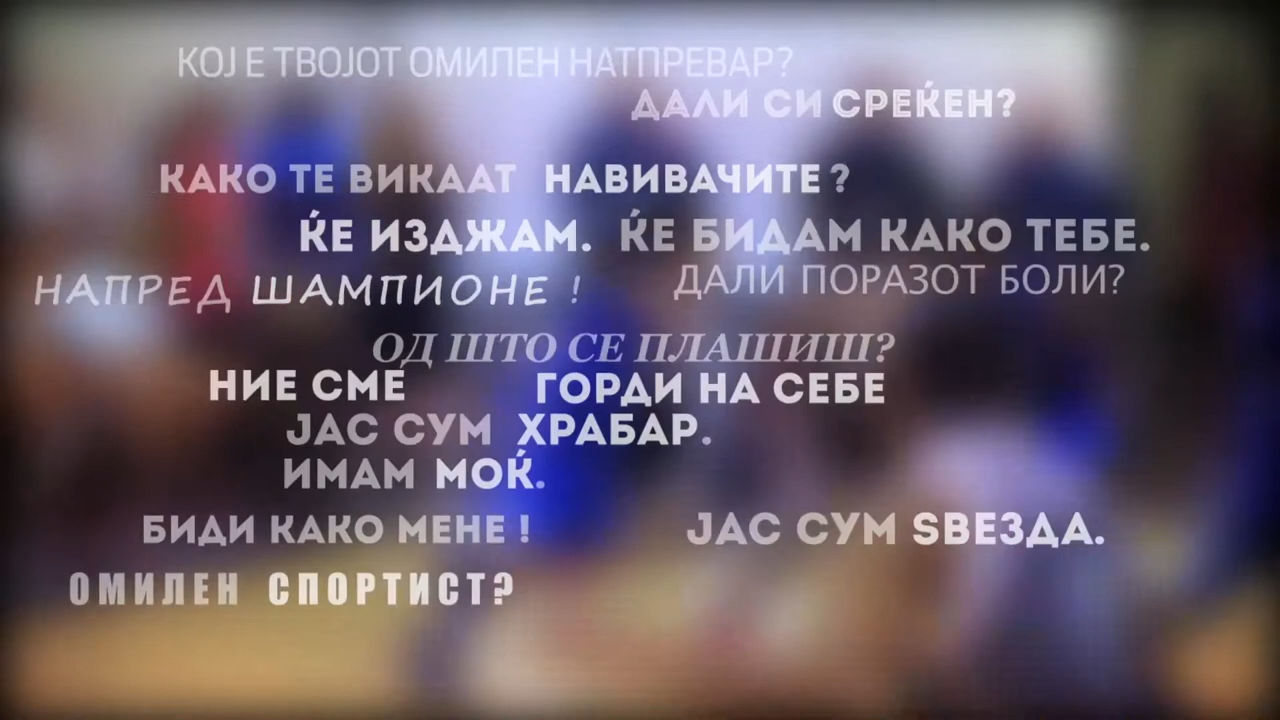 КОЈ Е ТВОЈОТ ОМИЛЕН НАТПРЕВАР?
ДАЛИ СИ СРЕЌЕН?
КАКО ТЕ ВИКААТ НАВИВАЧИТЕ ?
ЌЕ ИЗДЖАМ. ЌЕ БИДАМ КАКО ТЕБЕ.
НАПРЕД ШАМПИОНЕ !
ДАЛИ ПОРАЗОТ БОЛИ?
ОД ШТО СЕ ПЛАШИШ?
НИЕ СМЕ ГОРДИ НА СЕБЕ
ЈАС СУМ ХРАБАР.
ИМАМ МОЌ.
БИДИ КАКО МЕНЕ !
ЈАС СУМ ЅВЕЗДА.
ОМИЛЕН СПОРТИСТ?